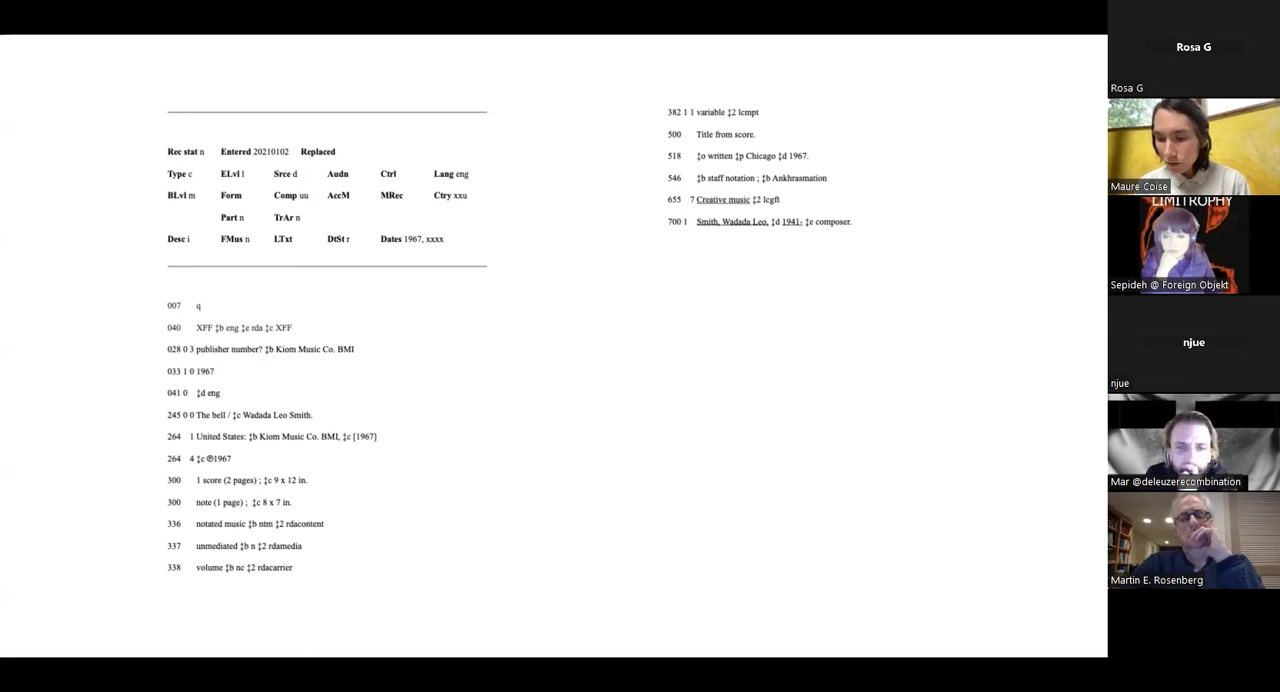 Rec stat n Entered 20210102 Replaced
Type c ELvl l Srce d Audn Ctrl Lang eng
BLvl m Form Comp uu AccM MRec Ctry xxu
Part n TrAr n
Desc i FMus n LTxt DtSt r Dates 1967, xxxx
007 q
040 XFF ‡b eng ‡e rda ‡c XFF
028 0 3 publisher number? ‡b Kiom Music Co. BMI
033 1 0 1967
041 0 ‡d eng
245 0 0 The bell / ‡c Wadada Leo Smith.
264 1 United States: ‡b Kiom Music Co. BMI, ‡c [1967]
264 4 ‡c ℗1967
300 1 score (2 pages) ; ‡c 9 x 12 in.
300 note (1 page) ; ‡c 8 x 7 in.
336 notated music ‡b ntm ‡2 rdacontent
337 unmediated ‡b n ‡2 rdamedia
338 volume ‡b nc ‡2 rdacarrier
382 1 1 variable ‡2 lcmpt
500 Title from score.
518 ‡o written ‡p Chicago ‡d 1967.
546 ‡b staff notation ; ‡b Ankhrasmation
655 7 Creative music ‡2 lcgft
700 1 Smith, Wadada Leo, ‡d 1941- ‡e composer.
Rosa G
Rosa G
Maure Coise
LIMITROPHY
Sepideh @ Foreign Objekt
njue
njue
Mar @deleuzerecombination
Martin E. Rosenberg